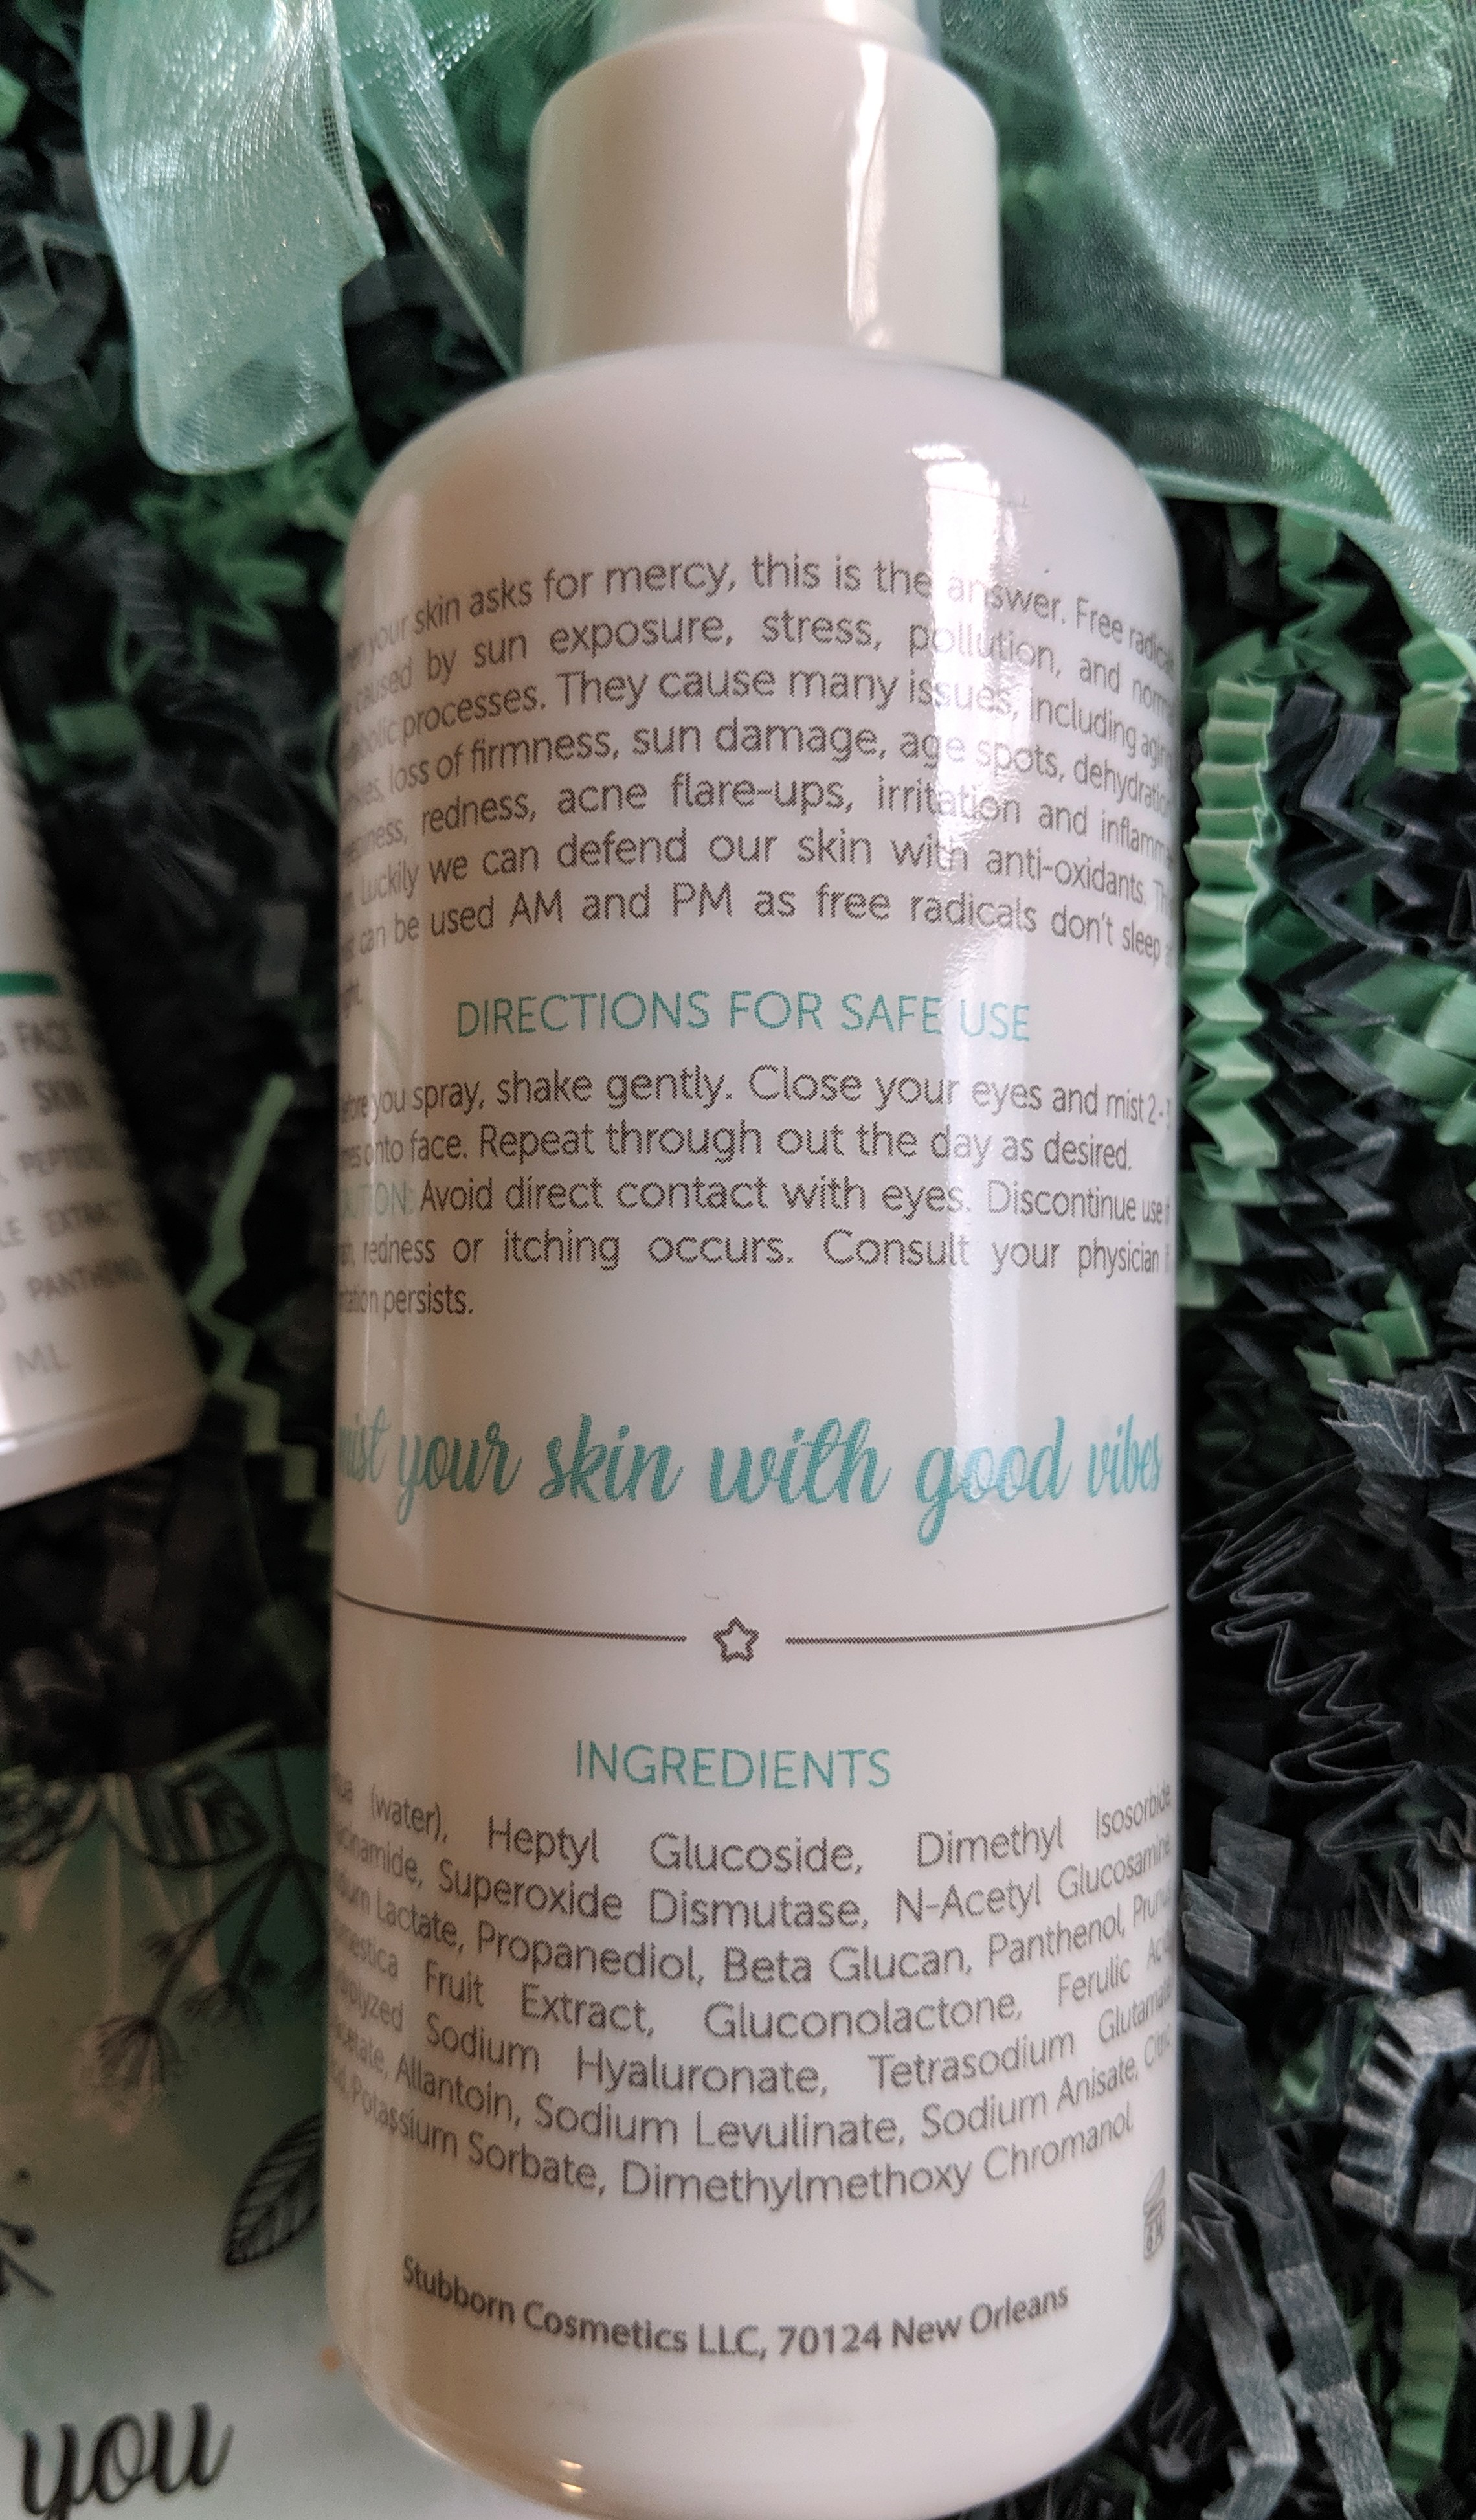 your skin asks for mercy, this is the answer. Free
caused by sun exposure, stress, pollution, and
processes. They cause many issues, including aging
loss of firmness, sun damage, age spots, dehydration
redness, acne flare-ups, irritation and
Luckily we can defend our skin with anti-oxidants.
can be used AM and PM as free radicals don't sleep
DIRECTIONS FOR SAFE USE
you spray, shake gently. Close your eyes and mist 2-
onto face. Repeat through out the day as desired.
Avoid direct contact with eyes. Discontinue use
redness or itching occurs. Consult your physician
persists.
mist your skin with good vibes
INGREDIENTS
(water), Heptyl Glucoside, Dimethyl Isosorbide
Superoxide Dismutase, N-Acetyl Glucosamine
Lactate, Propanediol, Beta Glucan, Panthenol,
Fruit Extract, Gluconolactone, Ferulic
Sodium Hyaluronate, Tetrasodium Glutamate
Allantoin, Sodium Levulinate, Sodium Anisate,
Potassium Sorbate, Dimethylmethoxy Chromanol.
Stubborn Cosmetics LLC, 70124 New Orleans
FACE
SKIN
EXTRACT
PANTHENOL
ML
you